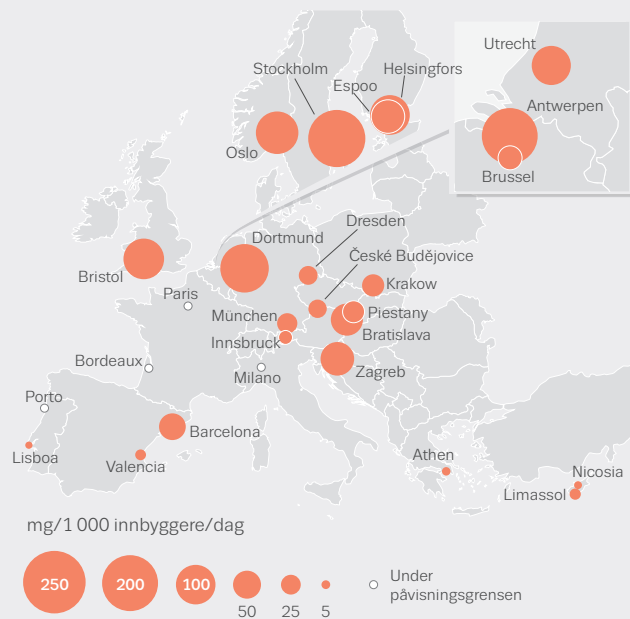 Utrecht
Stockholm
Helsingfors
Espoo
Antwerpen
Oslo
Brussel
Dresden
Dortmund
České Budějovice
Bristol
Krakow
Paris
München
Piestany
Bratislava
Innsbruck
Bordeaux
Zagreb
Milano
Porto
Barcelona
Lisboa
Valencia
Athen
Nicosia
Limassol
mg/1 000 innbyggere/dag
250
200
100
50
25
5
Under
påvisningsgrensen